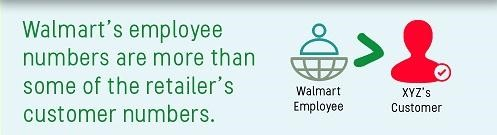 Walmart's employee
numbers are more than
some of the retailer's
customer numbers.
Walmart
Employee
XYZ's
Customer